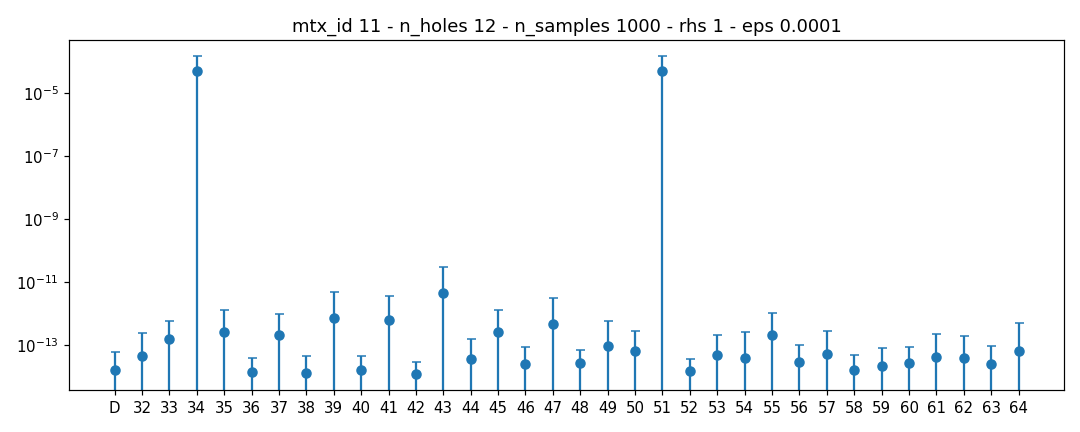 mtx_id 11 - n_holes 12 - n_samples 1000 - rhs 1 - eps 0.0001
10⁻⁵
10⁻⁷
10⁻⁹
10⁻¹¹
10⁻¹³
D 32 33 34 35 36 37 38 39 40 41 42 43 44 45 46 47 48 49 50 51 52 53 54 55 56 57 58 59 60 61 62 63 64